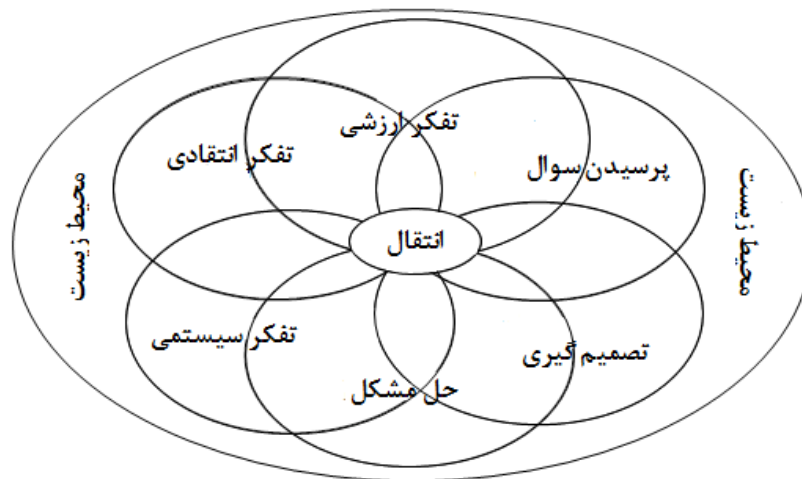 تفکر ارزشی
پرسیدن سوال
تفکر انتقادی
محیط زیست
محیط زیست
انتقال
تفکر سیستمی
تصمیم گیری
حل مشکل